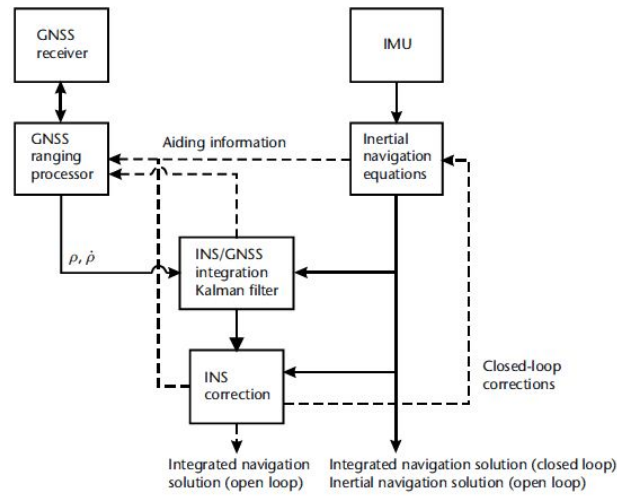 GNSS
receiver
IMU
GNSS
ranging
processor
Aiding information
Inertial
navigation
equations
ρ, ρ̇
INS/GNSS
integration
Kalman filter
INS
correction
Closed-loop
corrections
Integrated navigation
solution (open loop)
Integrated navigation solution (closed loop)
Inertial navigation solution (open loop)